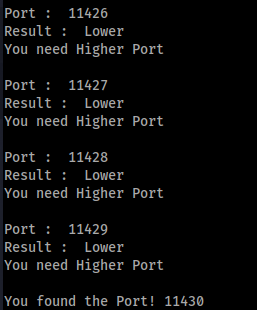 Port :  11426
Result :  Lower
You need Higher Port
Port :  11427
Result :  Lower
You need Higher Port
Port :  11428
Result :  Lower
You need Higher Port
Port :  11429
Result :  Lower
You need Higher Port
You found the Port! 11430